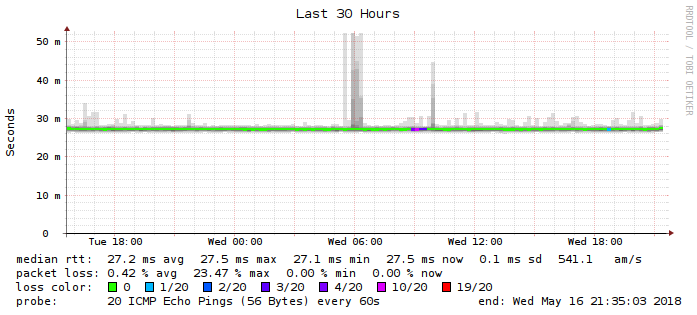 Last 30 Hours
RRDTOOL / TOBI OETIKER
Seconds
50 m
40 m
30 m
20 m
10 m
0
Tue 18:00 Wed 00:00 Wed 06:00 Wed 12:00 Wed 18:00
median rtt: 27.2 ms avg 27.5 ms max 27.1 ms min 27.5 ms now 0.1 ms sd 541.1 am/s
packet loss: 0.42 % avg 23.47 % max 0.00 % min 0.00 % now
loss color: 0 1/20 2/20 3/20 4/20 10/20 19/20
probe: 20 ICMP Echo Pings (56 Bytes) every 60s end: Wed May 16 21:35:03 2018